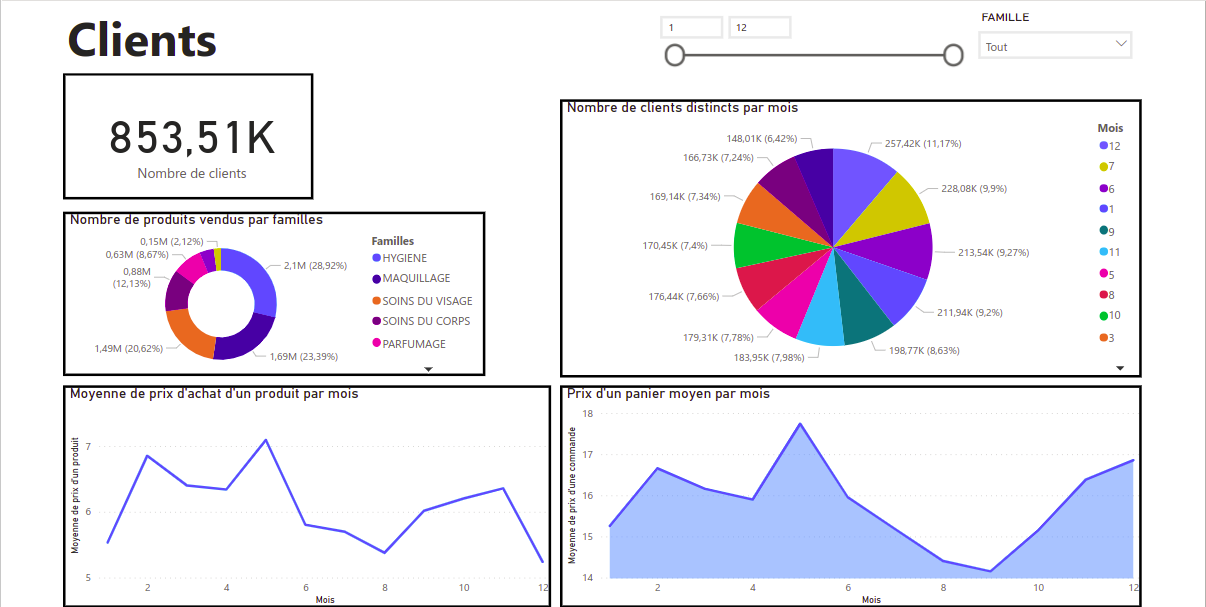 Clients
1
12
FAMILLE
Tout
853,51K
Nombre de clients
Nombre de produits vendus par familles
0,15M (2,12%)
0,63M (8,67%)
0,88M
(12,13%)
1,49M (20,62%)
2,1M (28,92%)
1,69M (23,39%)
Familles
HYGIENE
MAQUILLAGE
SOINS DU VISAGE
SOINS DU CORPS
PARFUMAGE
Nombre de clients distincts par mois
148,01K (6,42%)
166,73K (7,24%)
169,14K (7,34%)
170,45K (7,4%)
176,44K (7,66%)
179,31K (7,78%)
183,95K (7,98%)
257,42K (11,17%)
228,08K (9,9%)
213,54K (9,27%)
211,94K (9,2%)
198,77K (8,63%)
Mois
12
7
6
1
9
11
5
8
10
3
Moyenne de prix d'achat d'un produit par mois
Moyenne de prix d'un produit
7
6
5
2
4
6
8
10
12
Mois
Prix d'un panier moyen par mois
Moyenne de prix d'une commande
18
17
16
15
14
2
4
6
8
10
12
Mois